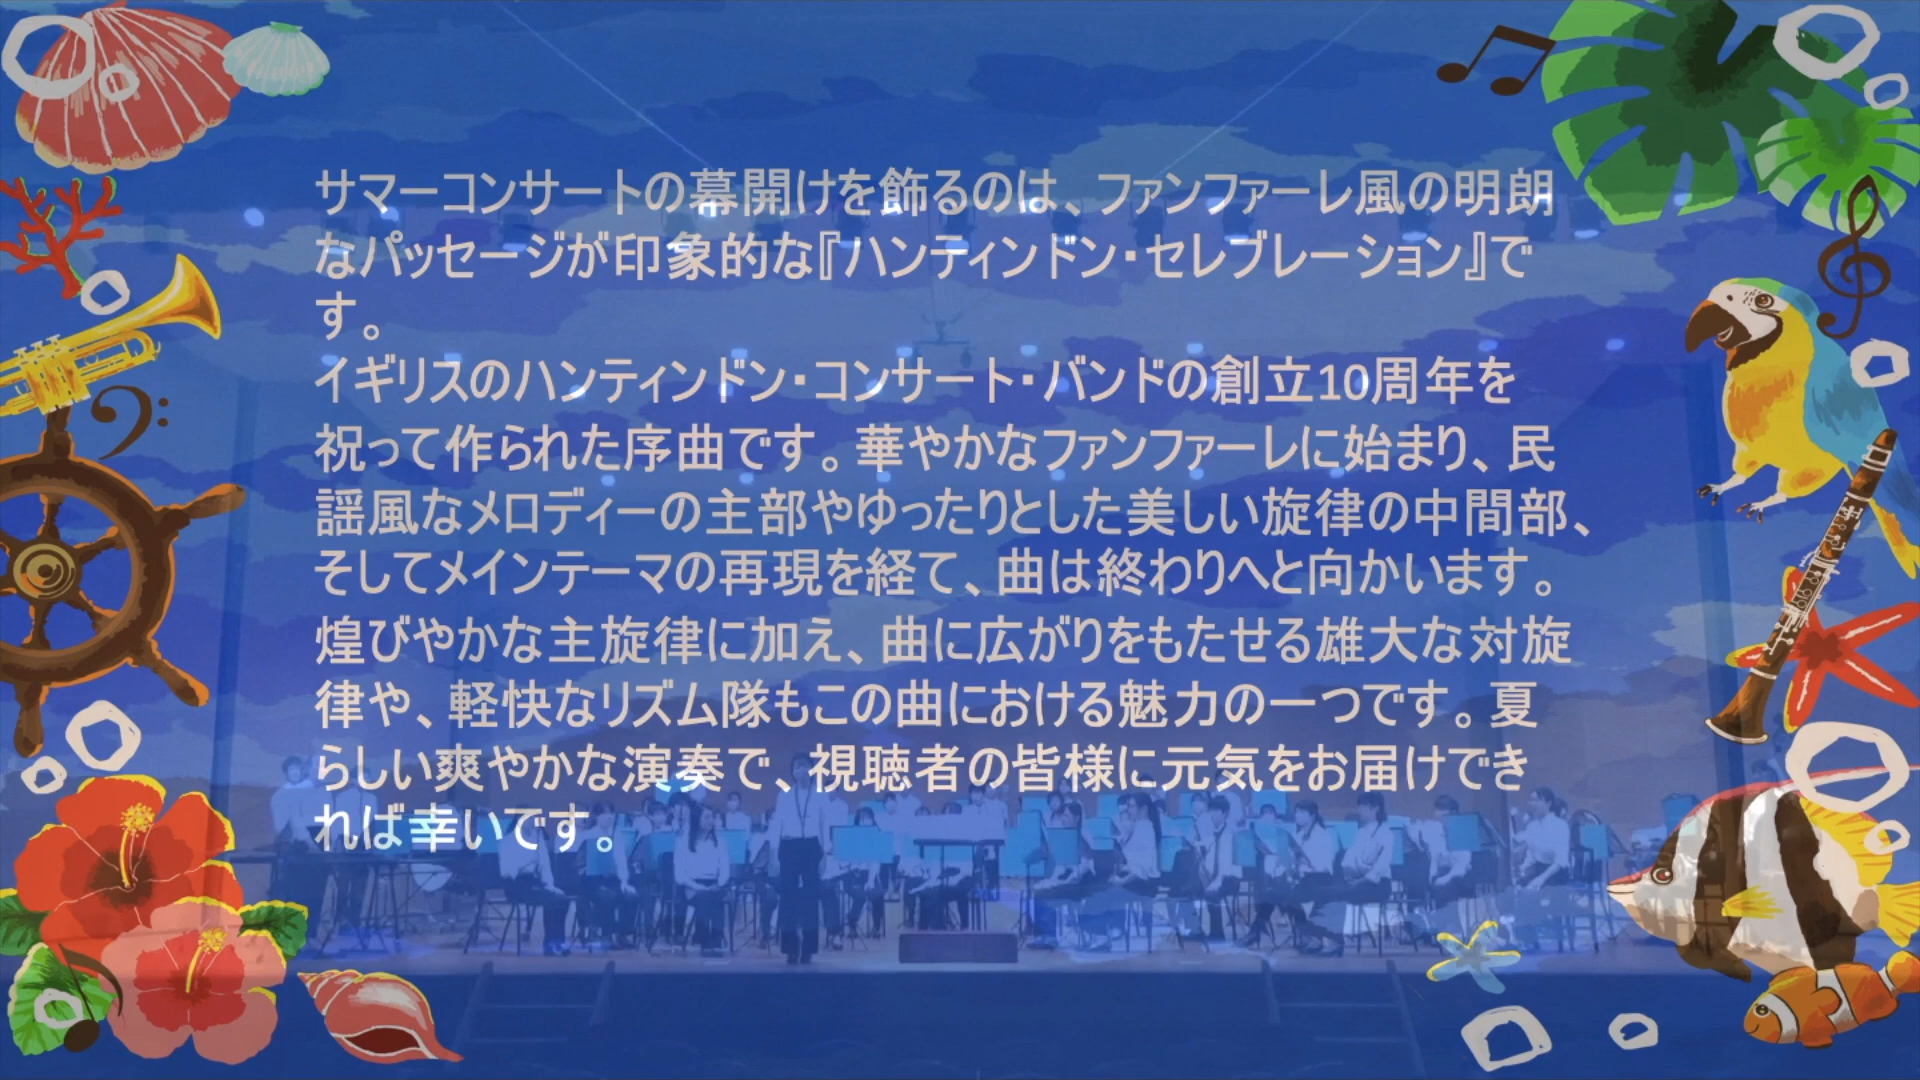 サマーコンサートの幕開けを飾るのは、ファンファーレ風の明朗
なパッセージが印象的な『ハンティンドン・セレブレーション』で
す。
イギリスのハンティンドン・コンサート・バンドの創立10周年を
祝って作られた序曲です。華やかなファンファーレに始まり、民
謡風なメロディーの主部やゆったりとした美しい旋律の中間部、
そしてメインテーマの再現を経て、曲は終わりへと向かいます。
煌びやかな主旋律に加え、曲に広がりをもたせる雄大な対旋
律や、軽快なリズム隊もこの曲における魅力の一つです。夏
らしい爽やかな演奏で、視聴者の皆様に元気をお届けでき
れば幸いです。